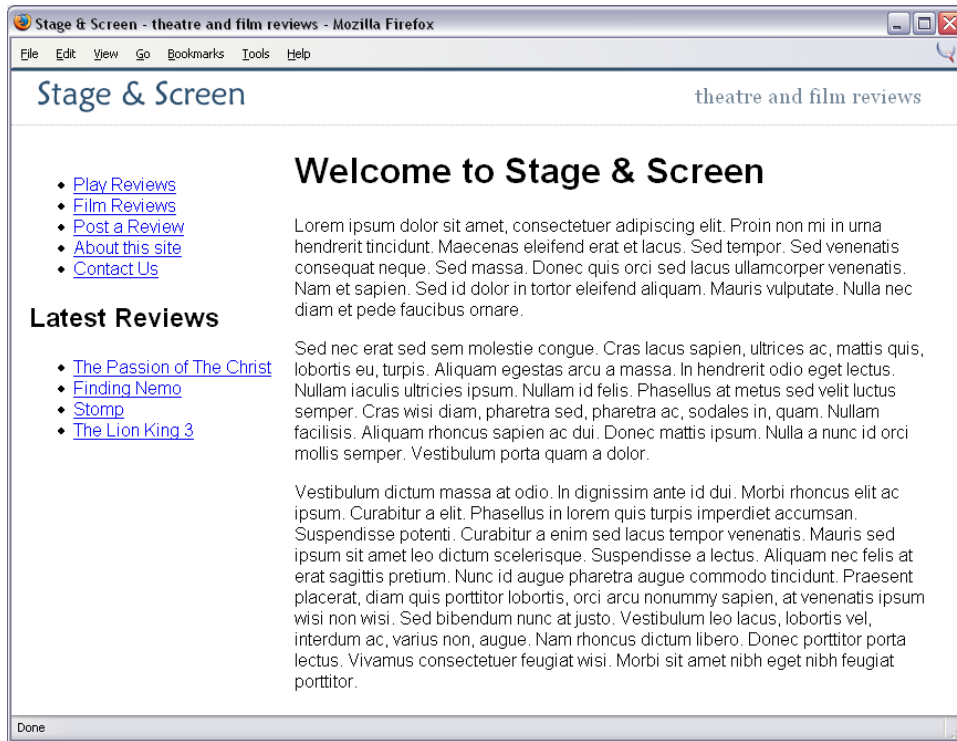 Stage & Screen - theatre and film reviews - Mozilla Firefox
File Edit View Go Bookmarks Tools Help
Stage & Screen
theatre and film reviews
Play Reviews
Film Reviews
Post a Review
About this site
Contact Us
Latest Reviews
The Passion of The Christ
Finding Nemo
Stomp
The Lion King 3
Welcome to Stage & Screen
Lorem ipsum dolor sit amet, consectetuer adipiscing elit. Proin non mi in urna
hendrerit tincidunt. Maecenas eleifend erat et lacus. Sed tempor. Sed venenatis
consequat neque. Sed massa. Donec quis orci sed lacus ullamcorper venenatis.
Nam et sapien. Sed id dolor in tortor eleifend aliquam. Mauris vulputate. Nulla nec
diam et pede faucibus ornare.
Sed nec erat sed sem molestie congue. Cras lacus sapien, ultrices ac, mattis quis,
lobortis eu, turpis. Aliquam egestas arcu a massa. In hendrerit odio eget lectus.
Nullam iaculis ultricies ipsum. Nullam id felis. Phasellus at metus sed velit luctus
semper. Cras wisi diam, pharetra sed, pharetra ac, sodales in, quam. Nullam
facilisis. Aliquam rhoncus sapien ac dui. Donec mattis ipsum. Nulla a nunc id orci
mollis semper. Vestibulum porta quam a dolor.
Vestibulum dictum massa at odio. In dignissim ante id dui. Morbi rhoncus elit ac
ipsum. Curabitur a elit. Phasellus in lorem quis turpis imperdiet accumsan.
Suspendisse potenti. Curabitur a enim sed lacus tempor venenatis. Mauris sed
ipsum sit amet leo dictum scelerisque. Suspendisse a lectus. Aliquam nec felis at
erat sagittis pretium. Nunc id augue pharetra augue commodo tincidunt. Praesent
placerat, diam quis porttitor lobortis, orci arcu nonummy sapien, at venenatis ipsum
wisi non wisi. Sed bibendum nunc at justo. Vestibulum leo lacus, lobortis vel,
interdum ac, varius non, augue. Nam rhoncus dictum libero. Donec porttitor porta
lectus. Vivamus consectetuer feugiat wisi. Morbi sit amet nibh eget nibh feugiat
porttitor.
Done